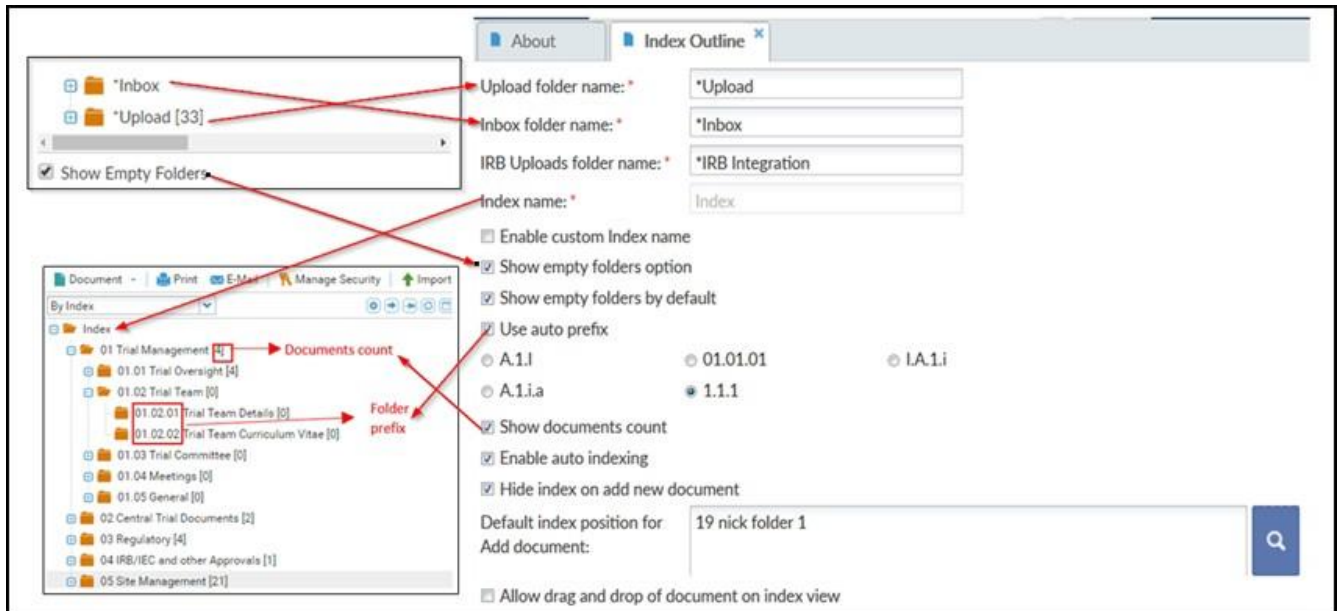 *Inbox
*Upload [33]
Show Empty Folders
Document
Print
E-Mail
Manage Security
Import
By Index
Index
01 Trial Management [4]
Documents count
01.01 Trial Oversight [4]
01.02 Trial Team [0]
01.02.01 Trial Team Details [0]
01.02.02 Trial Team Curriculum Vitae [0]
Folder
prefix
01.03 Trial Committee [0]
01.04 Meetings [0]
01.05 General [0]
02 Central Trial Documents [2]
03 Regulatory [4]
04 IRB/IEC and other Approvals [1]
05 Site Management [21]
About
Index Outline
Upload folder name: * *Upload
Inbox folder name: * *Inbox
IRB Uploads folder name: * *IRB Integration
Index name: * Index
Enable custom Index name
Show empty folders option
Show empty folders by default
Use auto prefix
A.1.I 01.01.01 I.A.1.i
A.1.i.a 1.1.1
Show documents count
Enable auto indexing
Hide index on add new document
Default index position for 19 nick folder 1
Add document:
Allow drag and drop of document on index view